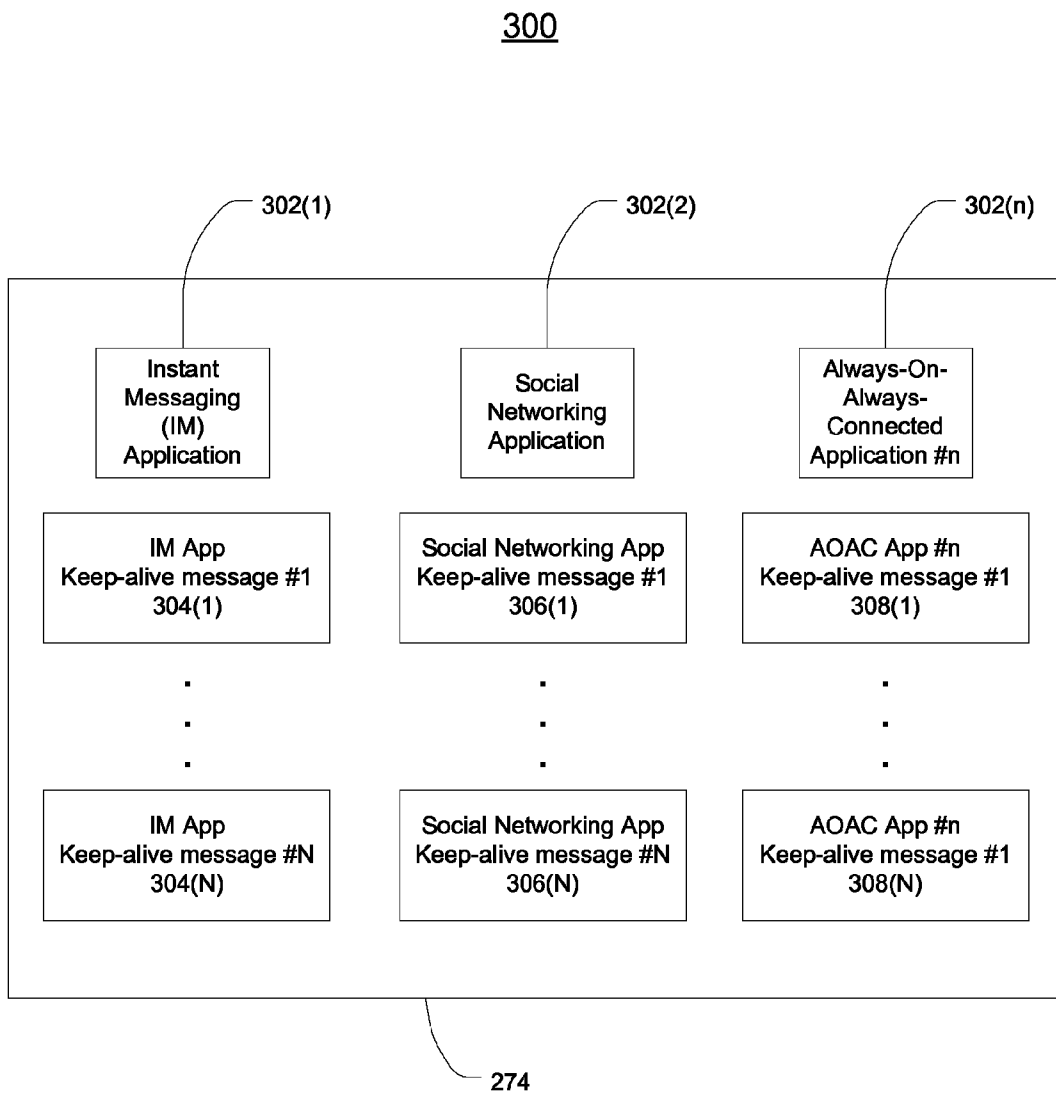 300
302(1)
302(2)
302(n)
Instant
Messaging
(IM)
Application
Social
Networking
Application
Always-On-
Always-
Connected
Application #n
IM App
Keep-alive message #1
304(1)
Social Networking App
Keep-alive message #1
306(1)
AOAC App #n
Keep-alive message #1
308(1)
IM App
Keep-alive message #N
304(N)
Social Networking App
Keep-alive message #N
306(N)
AOAC App #n
Keep-alive message #1
308(N)
274